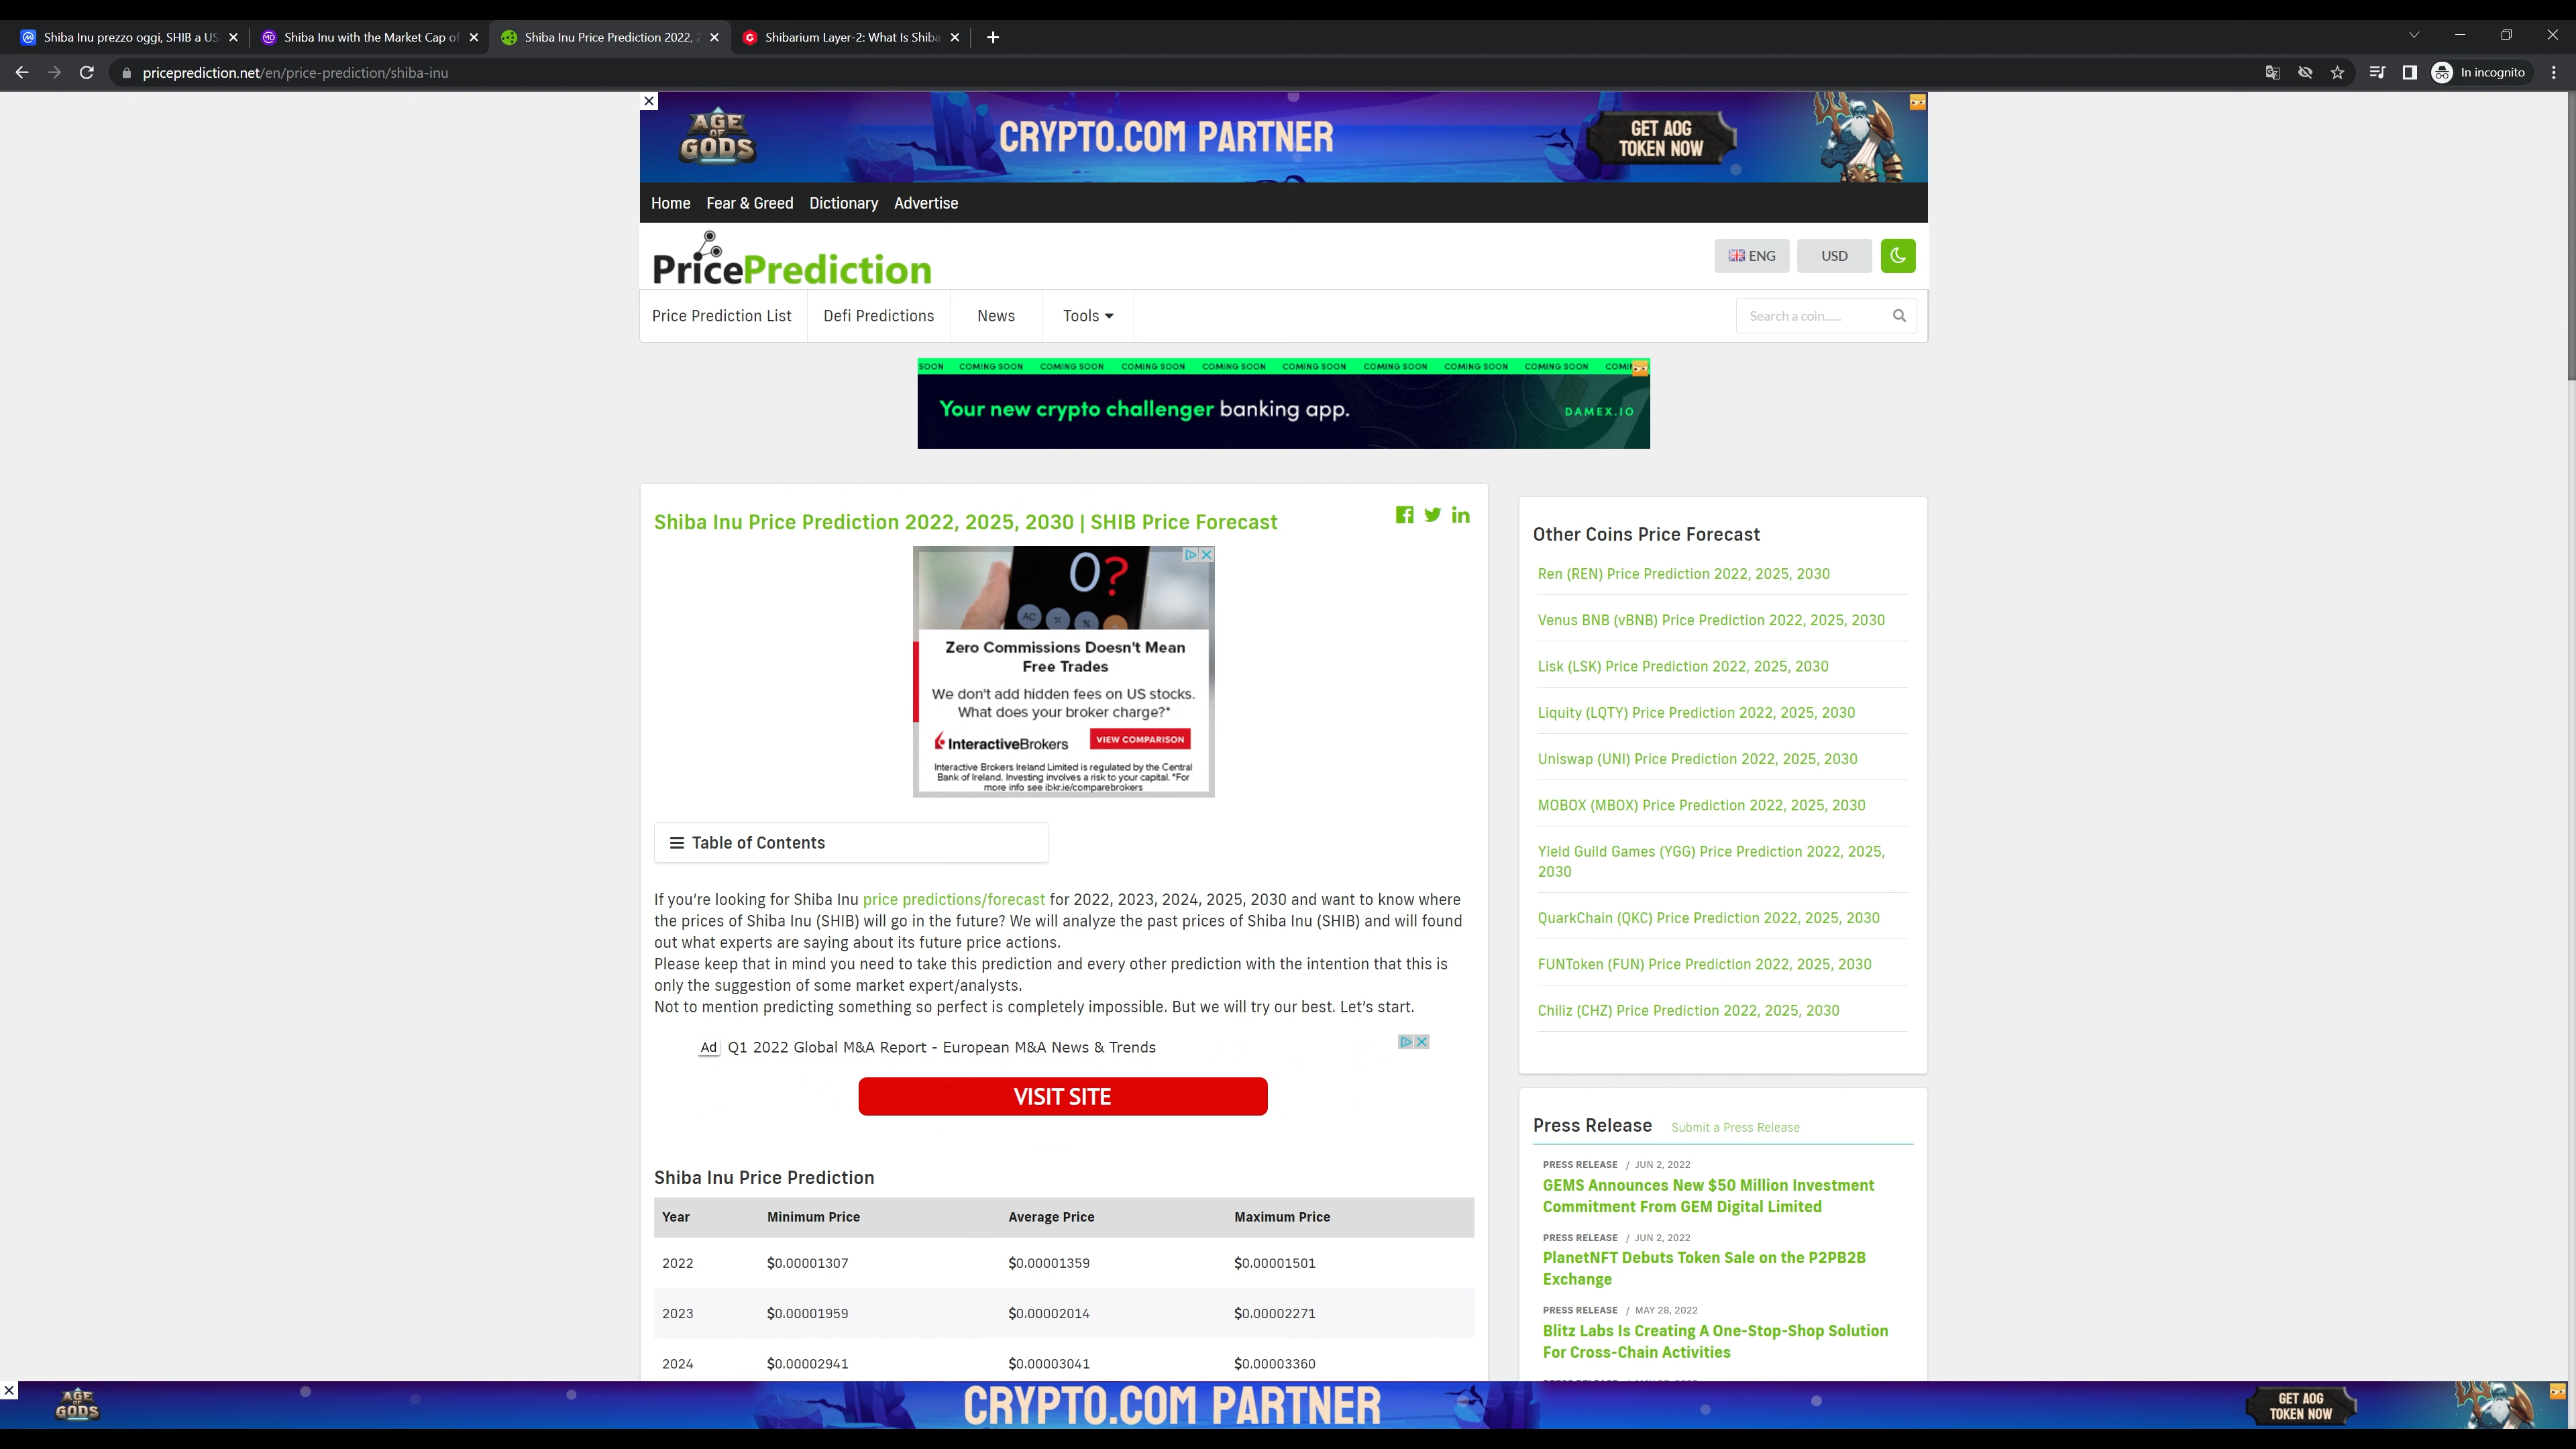 Shiba Inu prezzo oggi, SHIB a US
Shiba Inu with the Market Cap of
Shiba Inu Price Prediction 2022, 2
Shibarium Layer-2: What Is Shiba
priceprediction.net/en/price-prediction/shiba-inu
In incognito
AGE OF GODS
CRYPTO.COM PARTNER
GET AOG
TOKEN NOW
Home Fear & Greed Dictionary Advertise
PricePrediction
ENG USD
Price Prediction List Defi Predictions News Tools
Search a coin......
SOON COMING SOON COMING SOON COMING SOON COMING SOON COMING SOON COMING SOON COMING SOON COMING SOON COMI
Your new crypto challenger banking app.
DAMEX.IO
Shiba Inu Price Prediction 2022, 2025, 2030 | SHIB Price Forecast
0?
AC
%
Zero Commissions Doesn't Mean
Free Trades
We don't add hidden fees on US stocks.
What does your broker charge?*
InteractiveBrokers
VIEW COMPARISON
Interactive Brokers Ireland Limited is regulated by the Central
Bank of Ireland. Investing involves a risk to your capital. *For
more info see ibkr.ie/comparebrokers
Table of Contents
If you're looking for Shiba Inu price predictions/forecast for 2022, 2023, 2024, 2025, 2030 and want to know where
the prices of Shiba Inu (SHIB) will go in the future? We will analyze the past prices of Shiba Inu (SHIB) and will found
out what experts are saying about its future price actions.
Please keep that in mind you need to take this prediction and every other prediction with the intention that this is
only the suggestion of some market expert/analysts.
Not to mention predicting something so perfect is completely impossible. But we will try our best. Let's start.
Ad Q1 2022 Global M&A Report - European M&A News & Trends
VISIT SITE
Shiba Inu Price Prediction
Year Minimum Price Average Price Maximum Price
2022 $0.00001307 $0.00001359 $0.00001501
2023 $0.00001959 $0.00002014 $0.00002271
2024 $0.00002941 $0.00003041 $0.00003360
Other Coins Price Forecast
Ren (REN) Price Prediction 2022, 2025, 2030
Venus BNB (vBNB) Price Prediction 2022, 2025, 2030
Lisk (LSK) Price Prediction 2022, 2025, 2030
Liquity (LQTY) Price Prediction 2022, 2025, 2030
Uniswap (UNI) Price Prediction 2022, 2025, 2030
MOBOX (MBOX) Price Prediction 2022, 2025, 2030
Yield Guild Games (YGG) Price Prediction 2022, 2025,
2030
QuarkChain (QKC) Price Prediction 2022, 2025, 2030
FUNToken (FUN) Price Prediction 2022, 2025, 2030
Chiliz (CHZ) Price Prediction 2022, 2025, 2030
Press Release Submit a Press Release
PRESS RELEASE / JUN 2, 2022
GEMS Announces New $50 Million Investment
Commitment From GEM Digital Limited
PRESS RELEASE / JUN 2, 2022
PlanetNFT Debuts Token Sale on the P2PB2B
Exchange
PRESS RELEASE / MAY 28, 2022
Blitz Labs Is Creating A One-Stop-Shop Solution
For Cross-Chain Activities
AGE OF GODS
CRYPTO.COM PARTNER
GET AOG
TOKEN NOW